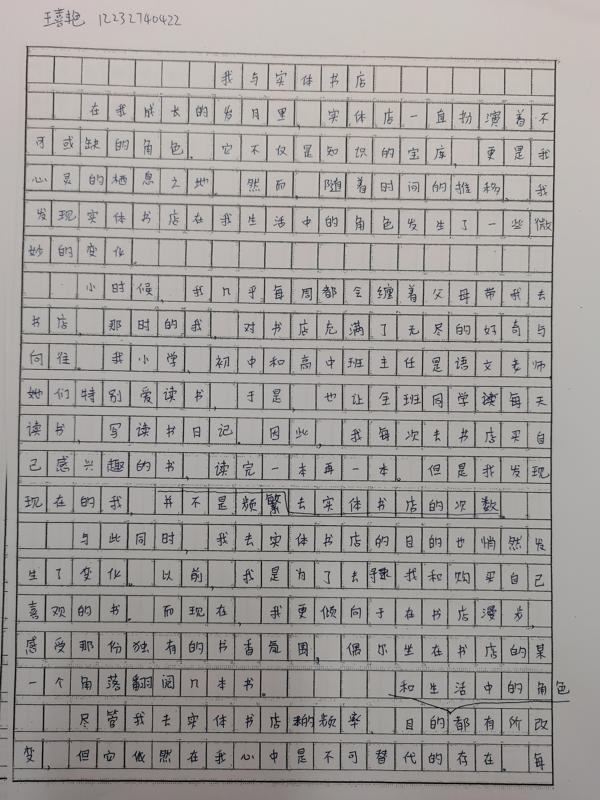 王喜艳 12232740422
我与实体书店
在我成长的岁月里，实体店一直扮演着不
可或缺的角色。它不仅是知识的宝库，更是我
心灵的栖息之地。然而，随着时间的推移，我
发现实体书店在我生活中的角色发生了一些微
妙的变化。
小时候，我几乎每周都会缠着父母带我去
书店，那时的我，对书店充满了无尽的好奇与
向往。我小学、初中和高中班主任是语文老师
她们特别爱读书，于是，也让全班同学读每天
读书，写读书日记。因此，我每次去书店买自
己感兴趣的书，读完一本再一本。但是我发现
现在的我，并不是频繁去实体书店的次数。
与此同时，我去实体书店的目的也悄然发
生了变化。以前，我是为了去我和购买自己
喜欢的书。而现在，我更倾向于在书店漫步，
感受那份独有的书香氛围，偶尔坐在书店的某
一个角落翻阅几本书。
和生活中的角色
尽管我去实体书店的频率、目的都有所改
变，但它依然在我心中是不可替代的存在。每